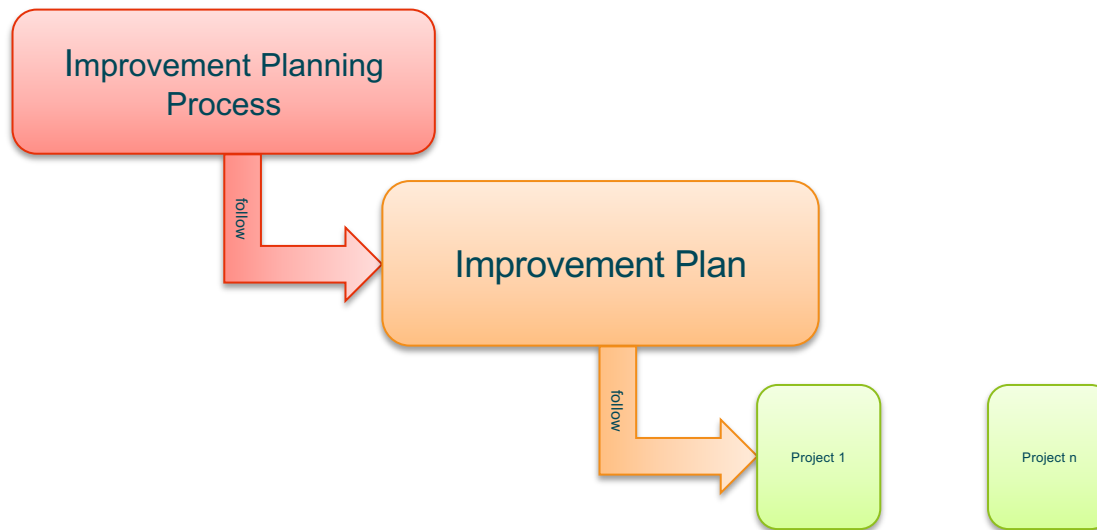 Improvement Planning
Process
follow
Improvement Plan
follow
Project 1
Project n